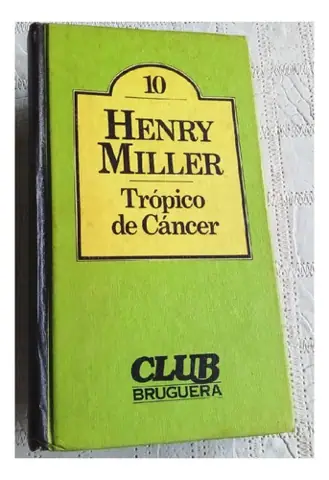 10
HENRY
MILLER
Trópico
de Cáncer
CLUB
BRUGUERA